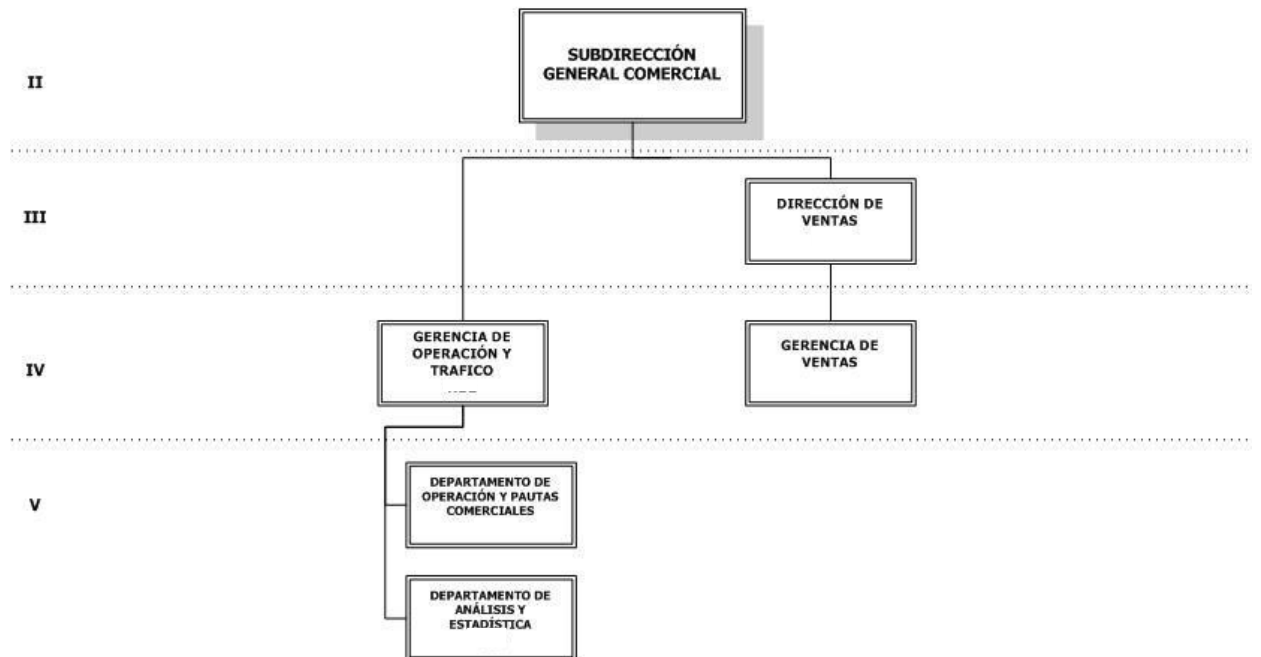 SUBDIRECCIÓN
GENERAL COMERCIAL
II
III
DIRECCIÓN DE
VENTAS
IV
GERENCIA DE
OPERACIÓN Y
TRAFICO
GERENCIA DE
VENTAS
V
DEPARTAMENTO DE
OPERACIÓN Y PAUTAS
COMERCIALES
DEPARTAMENTO DE
ANÁLISIS Y
ESTADÍSTICA